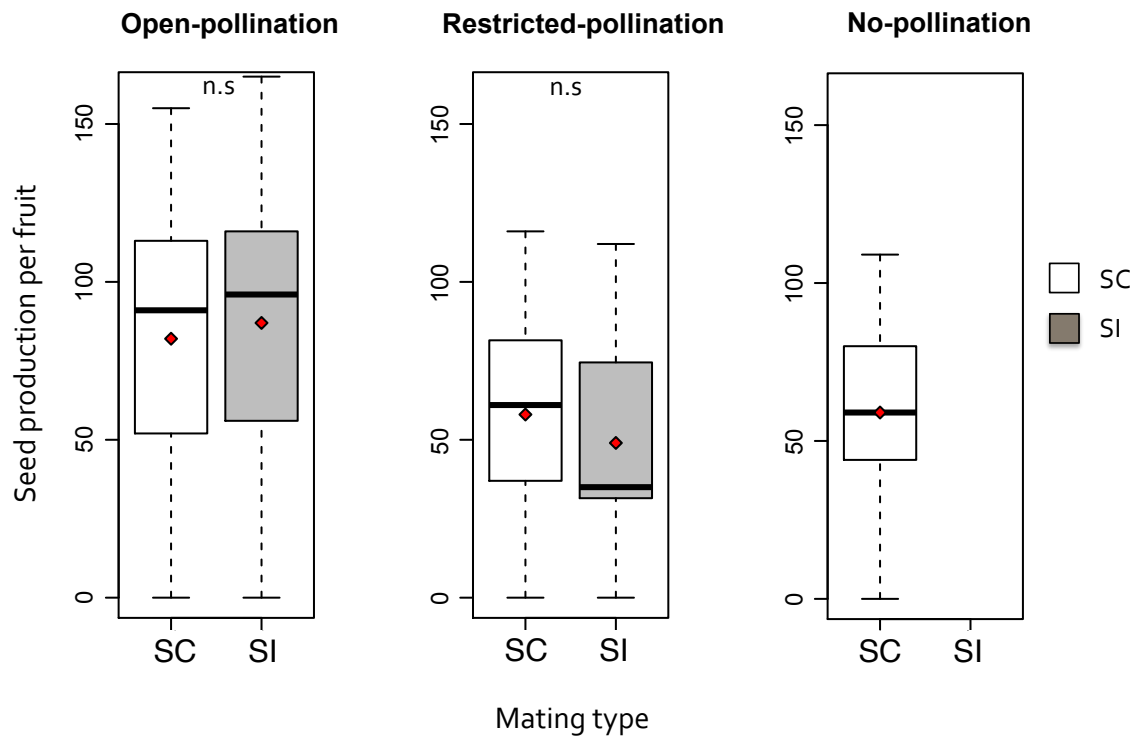 Open-pollination
Restricted-pollination
No-pollination
Seed production per fruit
150
100
50
0
n.s
SC SI
150
100
50
0
n.s
SC SI
150
100
50
0
SC SI
SC
SI
Mating type